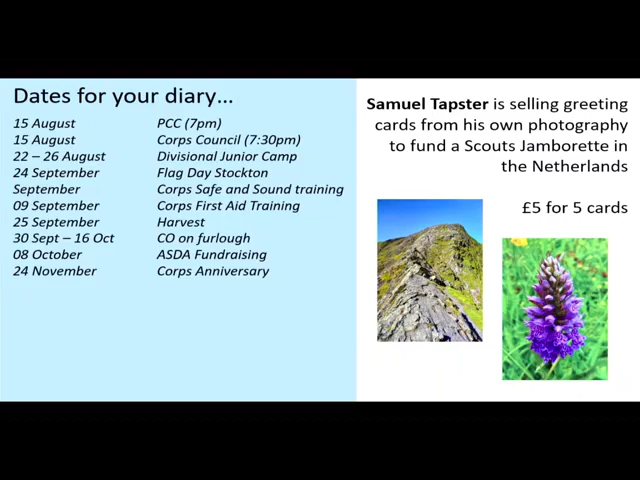 Dates for your diary...
15 August PCC (7pm)
15 August Corps Council (7:30pm)
22 – 26 August Divisional Junior Camp
24 September Flag Day Stockton
September Corps Safe and Sound training
09 September Corps First Aid Training
25 September Harvest
30 Sept – 16 Oct CO on furlough
08 October ASDA Fundraising
24 November Corps Anniversary
Samuel Tapster is selling greeting
cards from his own photography
to fund a Scouts Jamborette in
the Netherlands
£5 for 5 cards